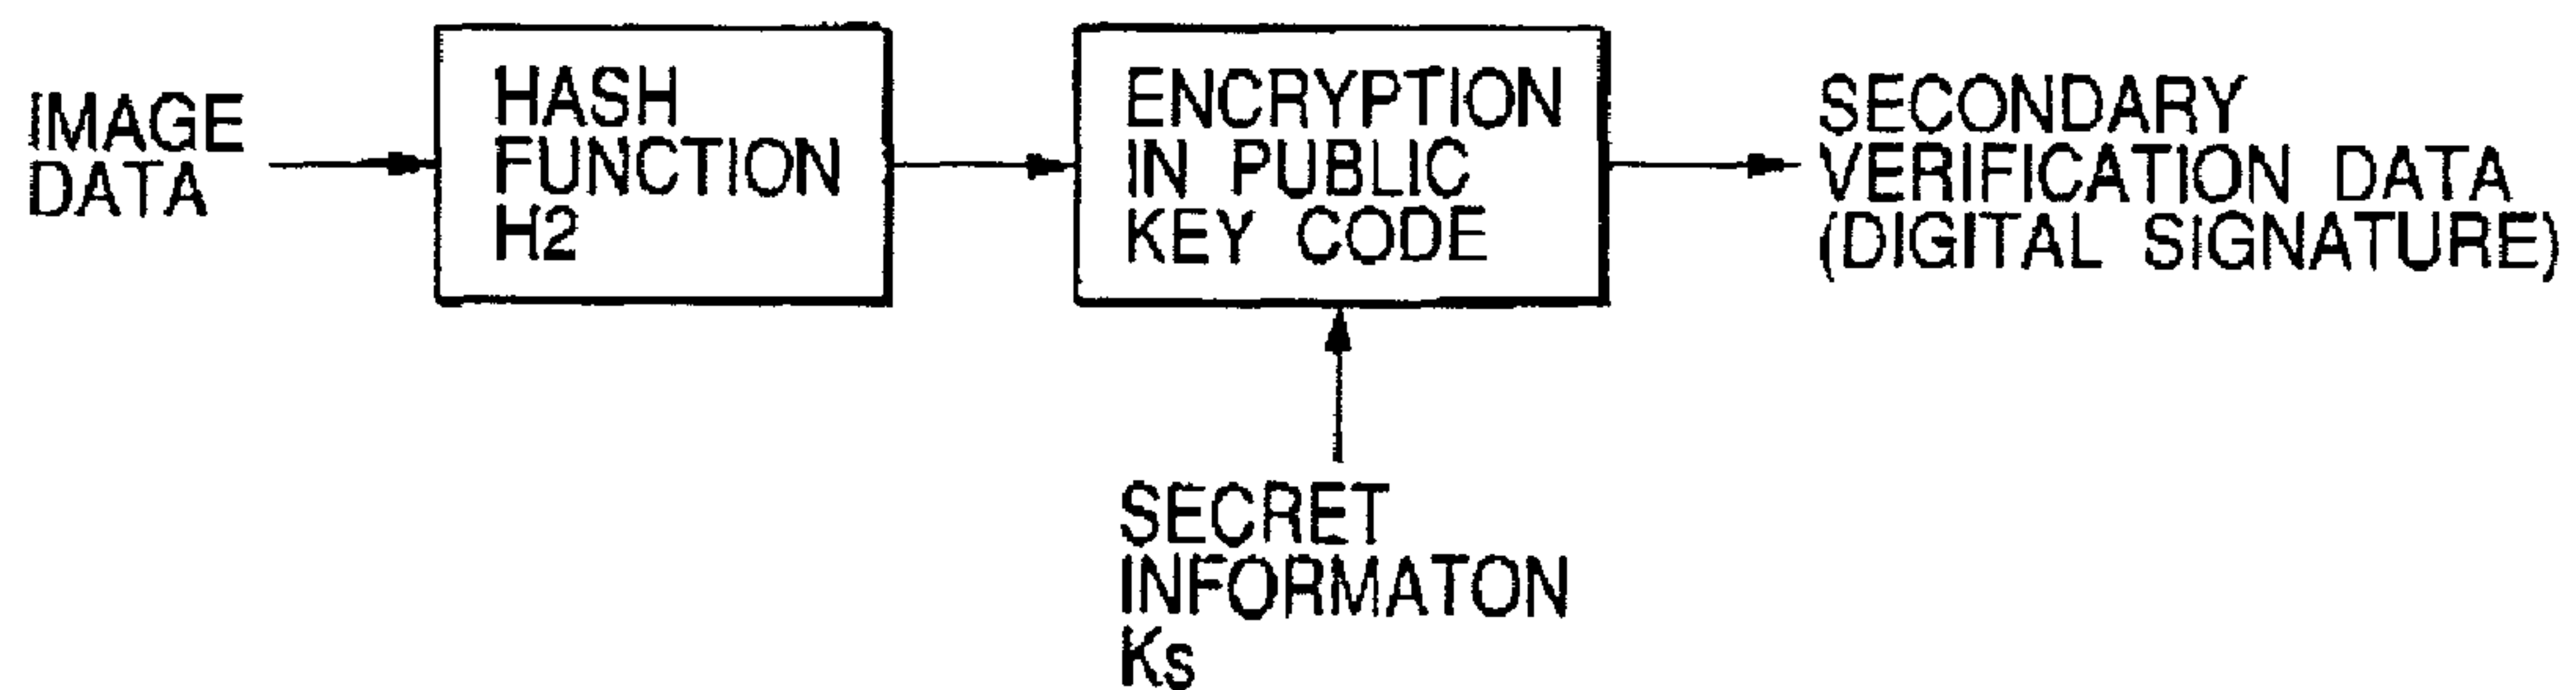 IMAGE
DATA
HASH
FUNCTION
H2
ENCRYPTION
IN PUBLIC
KEY CODE
SECONDARY
VERIFICATION DATA
(DIGITAL SIGNATURE)
SECRET
INFORMATON
Ks